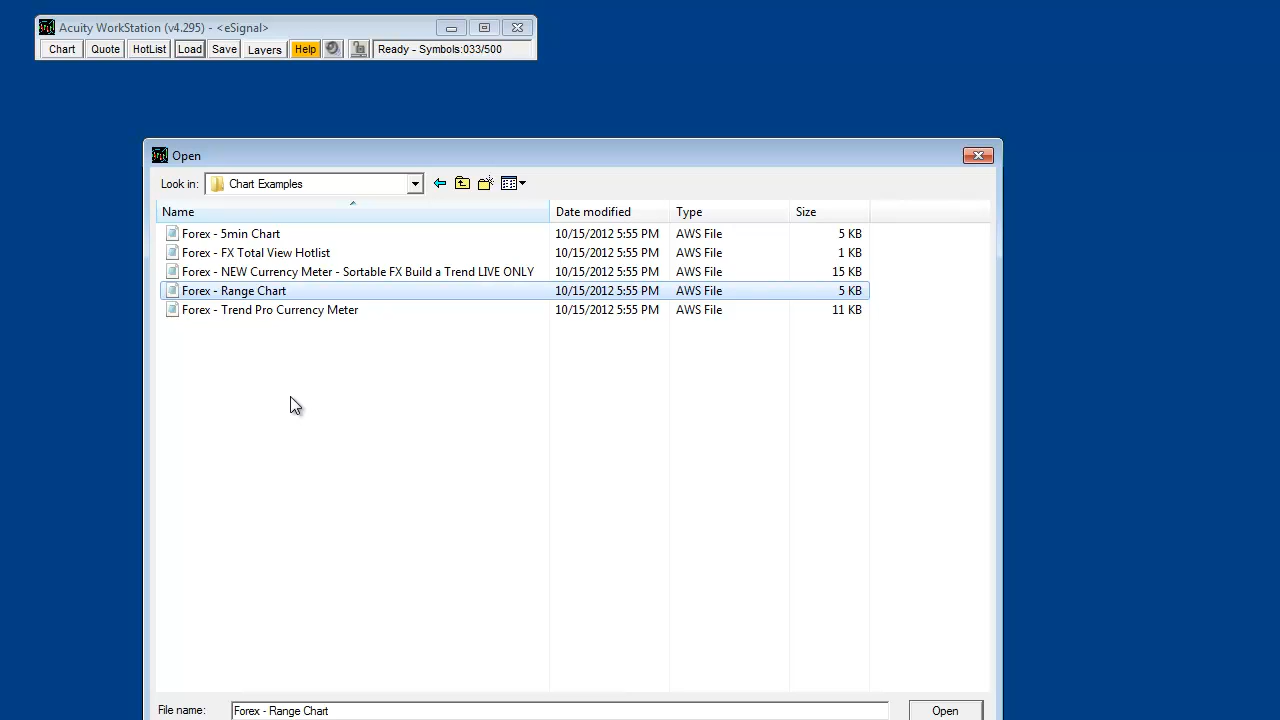 Acuity WorkStation (v4.295) - <eSignal>
Chart Quote HotList Load Save Layers Help Ready - Symbols:033/500
Open
Look in: Chart Examples
Name Date modified Type Size
Forex - 5min Chart 10/15/2012 5:55 PM AWS File 5 KB
Forex - FX Total View Hotlist 10/15/2012 5:55 PM AWS File 1 KB
Forex - NEW Currency Meter - Sortable FX Build a Trend LIVE ONLY 10/15/2012 5:55 PM AWS File 15 KB
Forex - Range Chart 10/15/2012 5:55 PM AWS File 5 KB
Forex - Trend Pro Currency Meter 10/15/2012 5:55 PM AWS File 11 KB
File name: Forex - Range Chart Open